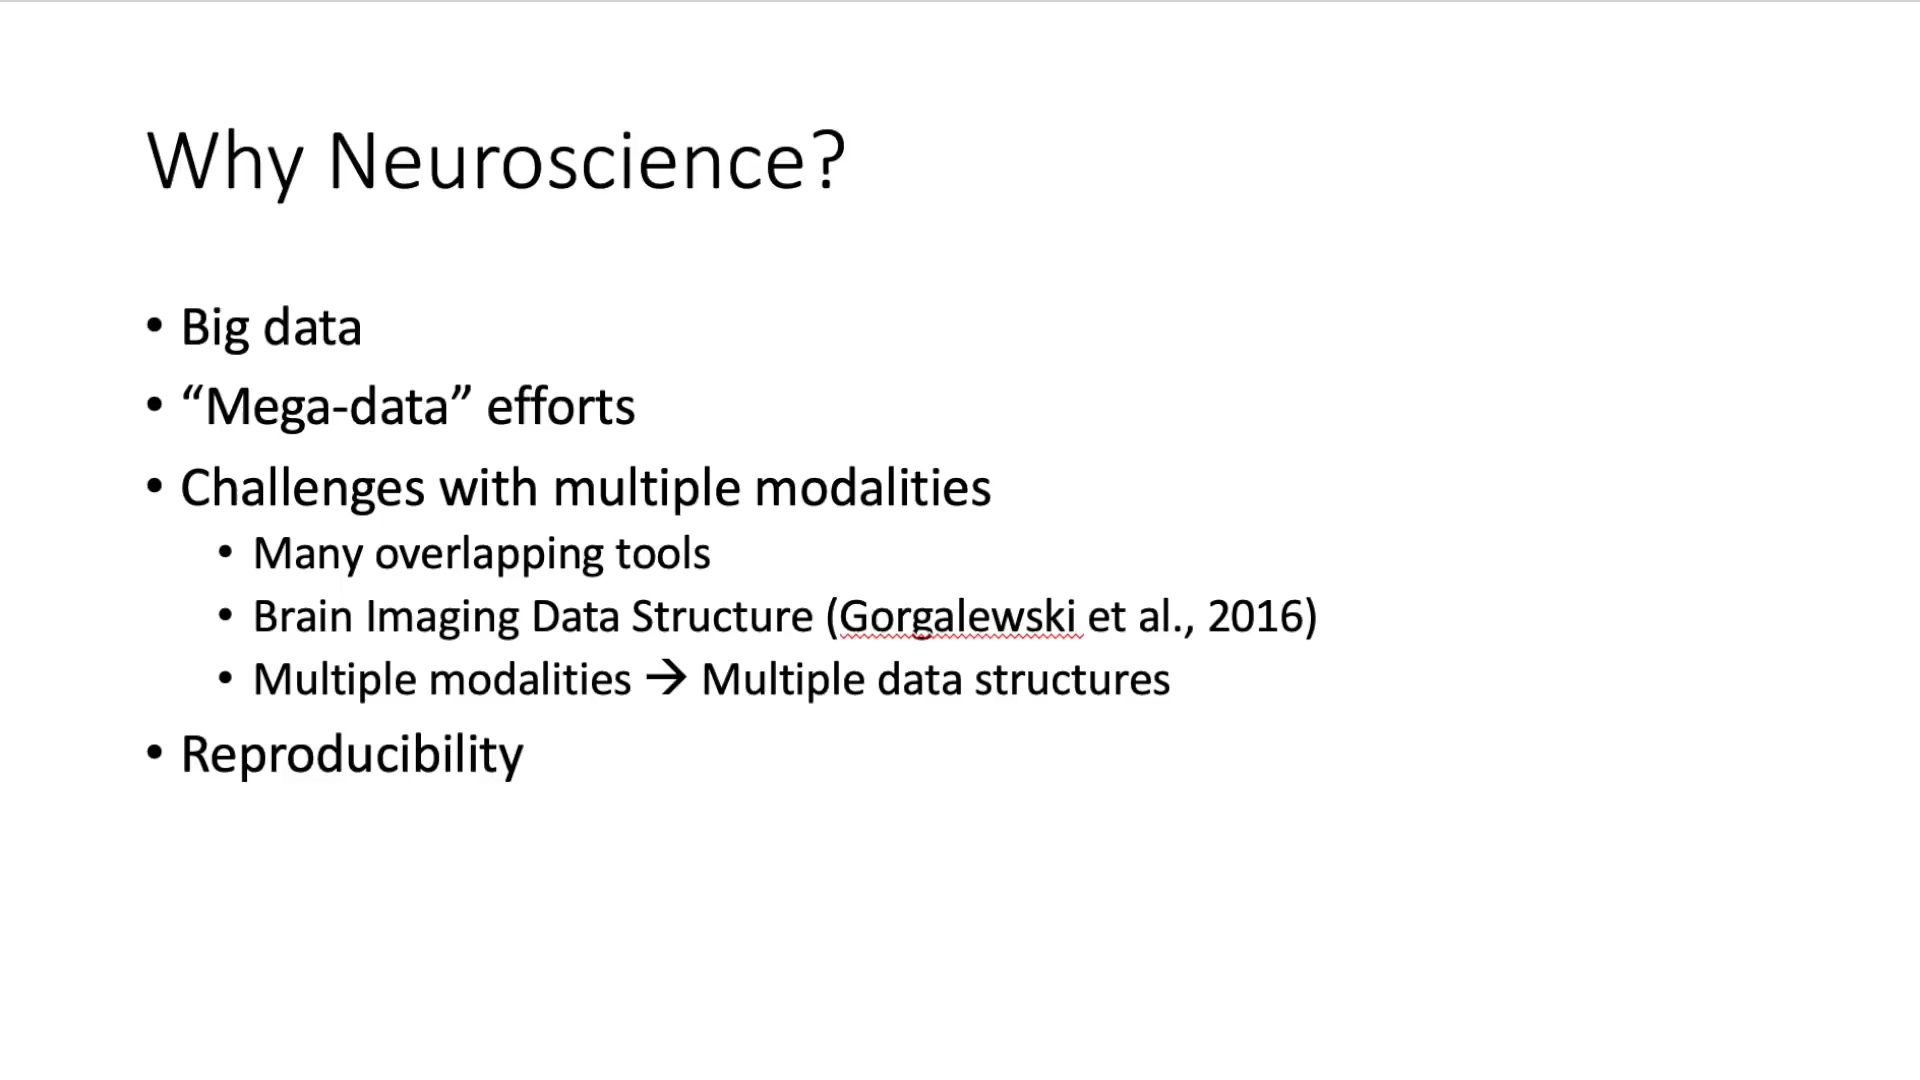 Why Neuroscience?
• Big data
• “Mega-data” efforts
• Challenges with multiple modalities
• Many overlapping tools
• Brain Imaging Data Structure (Gorgalewski et al., 2016)
• Multiple modalities → Multiple data structures
• Reproducibility